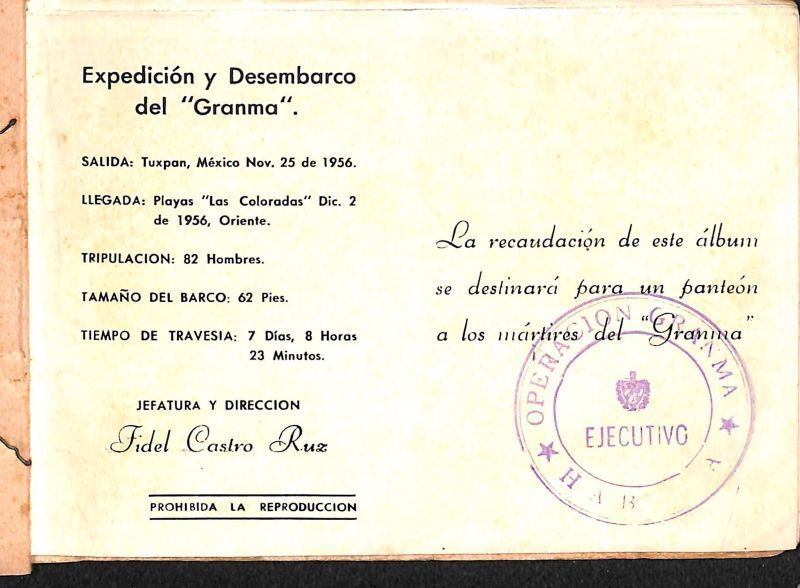 Expedición y Desembarco
del "Granma".
SALIDA: Tuxpan, México Nov. 25 de 1956.
LLEGADA: Playas "Las Coloradas" Dic. 2
de 1956, Oriente.
TRIPULACION: 82 Hombres.
TAMAÑO DEL BARCO: 62 Pies.
TIEMPO DE TRAVESIA: 7 Días, 8 Horas
23 Minutos.
JEFATURA Y DIRECCION
Fidel Castro Ruz
PROHIBIDA LA REPRODUCCION
La recaudación de este álbum
se destinará para un panteón
a los mártires del "Granma"
OPERACION GRANMA
EJECUTIVO